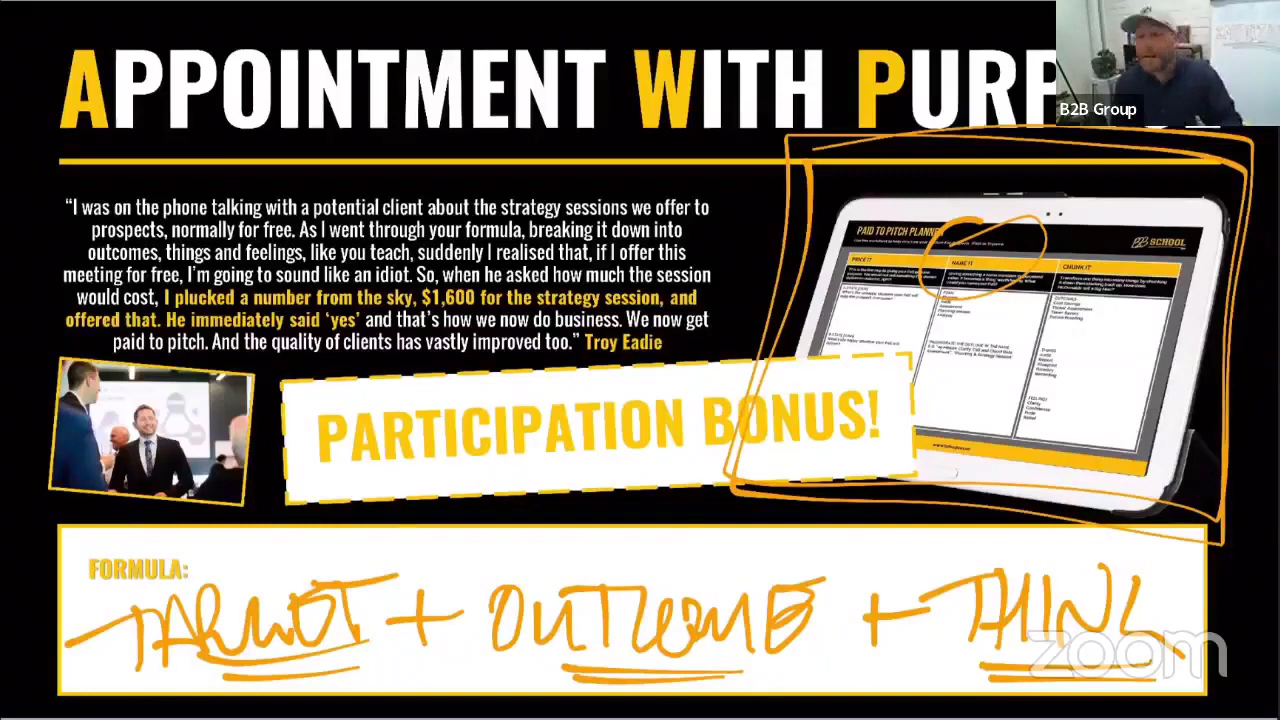 APPOINTMENT WITH PURP
B2B Group
“I was on the phone talking with a potential client about the strategy sessions we offer to
prospects, normally for free. As I went through your formula, breaking it down into
outcomes, things and feelings, like you teach, suddenly I realised that, if I offer this
meeting for free, I'm going to sound like an idiot. So, when he asked how much the session
would cost, I plucked a number from the sky, $1,600 for the strategy session, and
offered that. He immediately said 'yes that's how we now do business. We now get
paid to pitch. And the quality of clients has vastly improved too.” Troy Eadie
PAID TO PITCH PLANNER
B2B SCHOOL
PRICE IT
NAME IT
CHUNK IT
PARTICIPATION BONUS!
FORMULA:
TARGET + OUTCOME + THING
zoom